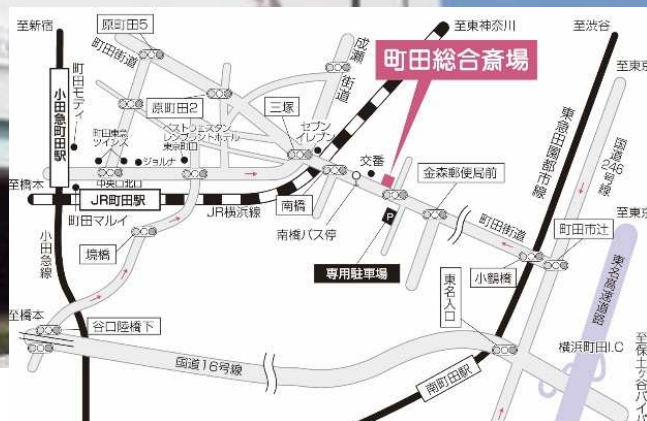 至新宿
原町田5
町田街道
成瀬街道
至東神奈川
至渋谷
至東京
町田総合斎場
町田モディ
小田急町田駅
原町田2
三塚
セブンイレブン
東急田園都市線
国道246号線
町田東急ツインズ
ジョルナ
ベストウェスタン
レンブラントホテル
東京町田
交番
金森郵便局前
至橋本
中央口北口
JR町田駅
JR横浜線
南橋
南橋バス停
P
町田街道
町田市辻
至東京
町田マルイ
境橋
専用駐車場
小鶴橋
小田急線
東名入口
東名高速道路
至橋本
谷口陸橋下
国道16号線
南町田駅
横浜町田I.C
至保土ヶ谷バイパ